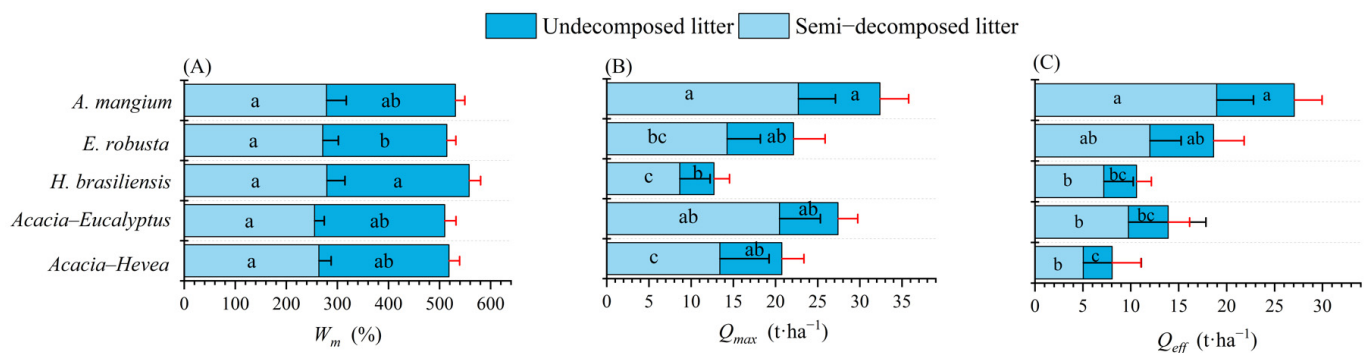 Undecomposed litter Semi−decomposed litter
(A) (B) (C)
A. mangium a ab a a a a
E. robusta a b bc ab ab ab
H. brasiliensis a a c b b bc
Acacia–Eucalyptus a ab ab ab b bc
Acacia–Hevea a ab c ab b c
0 100 200 300 400 500 600 0 5 10 15 20 25 30 35 0 5 10 15 20 25 30
Wm (%) Qmax (t·ha⁻¹) Qeff (t·ha⁻¹)